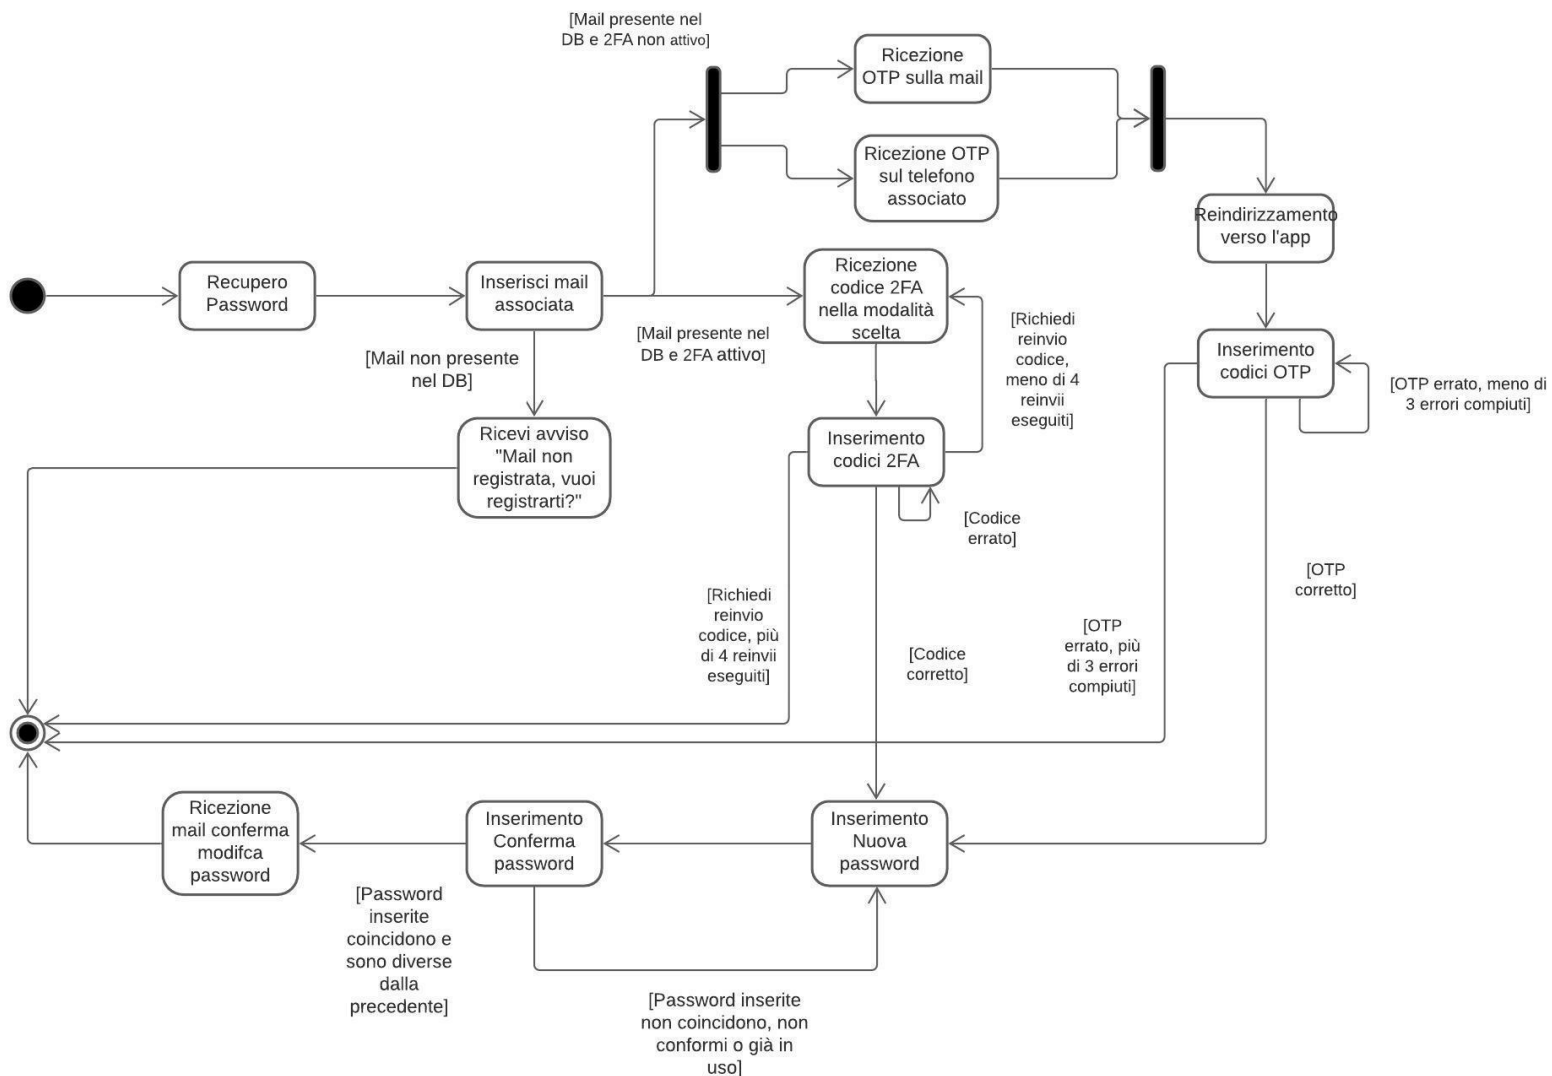 [Mail presente nel
DB e 2FA non attivo]
Ricezione
OTP sulla mail
Ricezione OTP
sul telefono
associato
Reindirizzamento
verso l'app
Recupero
Password
Inserisci mail
associata
Ricezione
codice 2FA
nella modalità
scelta
[Mail presente nel
DB e 2FA attivo]
[Mail non presente
nel DB]
[Richiedi
reinvio
codice,
meno di 4
reinvii
eseguiti]
Inserimento
codici OTP
[OTP errato, meno di
3 errori compiuti]
Ricevi avviso
"Mail non
registrata, vuoi
registrarti?"
Inserimento
codici 2FA
[Codice
errato]
[Richiedi
reinvio
codice, più
di 4 reinvii
eseguiti]
[Codice
corretto]
[OTP
errato, più
di 3 errori
compiuti]
[OTP
corretto]
Ricezione
mail conferma
modifca
password
Inserimento
Conferma
password
Inserimento
Nuova
password
[Password
inserite
coincidono e
sono diverse
dalla
precedente]
[Password inserite
non coincidono, non
conformi o già in
uso]